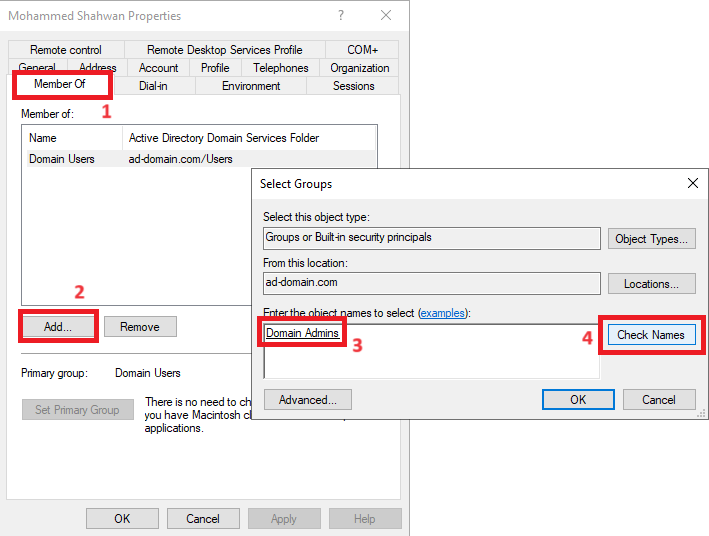 Mohammed Shahwan Properties
?
Remote control Remote Desktop Services Profile COM+
General Address Account Profile Telephones Organization
Member Of Dial-in Environment Sessions
1
Member of:
Name Active Directory Domain Services Folder
Domain Users ad-domain.com/Users
2
Add... Remove
Primary group: Domain Users
Set Primary Group
There is no need to
you have Macintosh
applications.
OK Cancel Apply Help
Select Groups
Select this object type:
Groups or Built-in security principals Object Types...
From this location:
ad-domain.com Locations...
Enter the object names to select (examples):
Domain Admins 3 4 Check Names
Advanced... OK Cancel